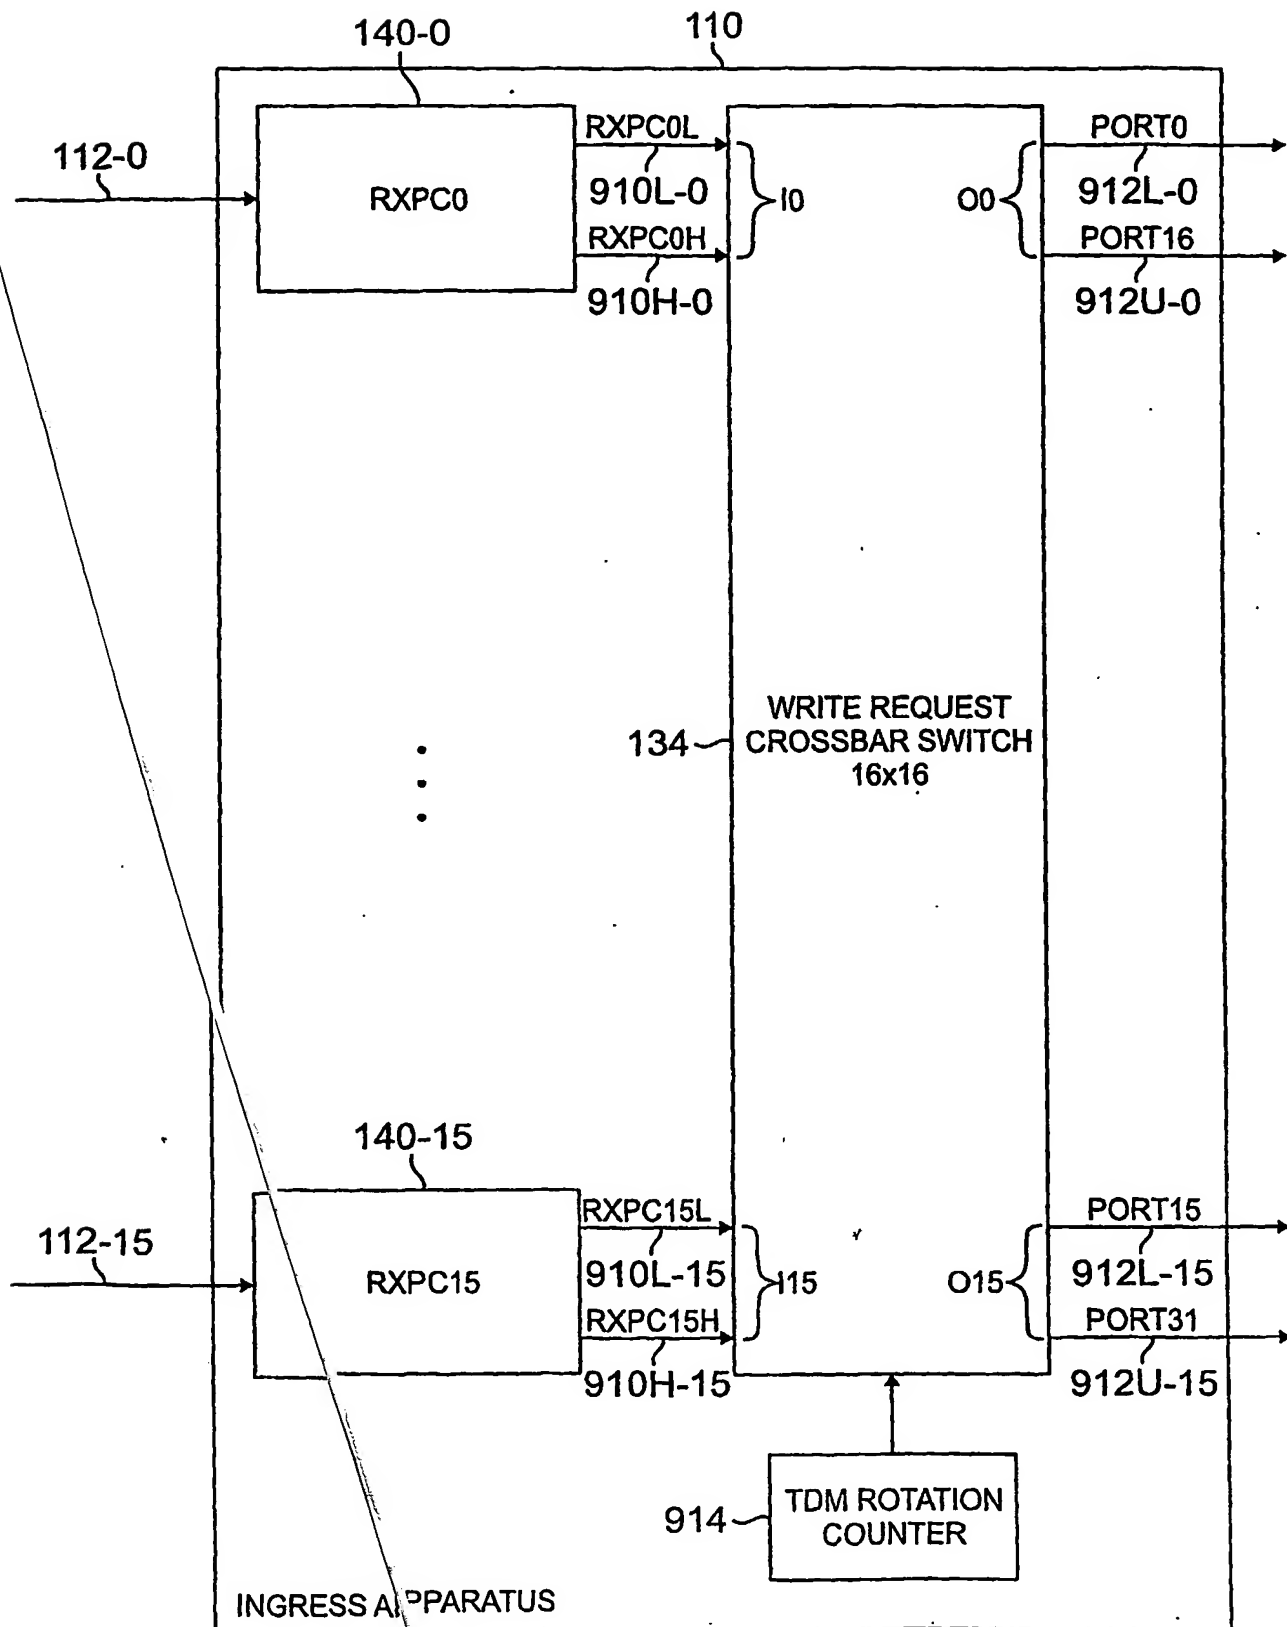 140-0
110
112-0
RXPC0
RXPC0L
910L-0
RXPC0H
910H-0
I0
O0
PORT0
912L-0
PORT16
912U-0
134
WRITE REQUEST
CROSSBAR SWITCH
16x16
140-15
112-15
RXPC15
RXPC15L
910L-15
RXPC15H
910H-15
I15
O15
PORT15
912L-15
PORT31
912U-15
914
TDM ROTATION
COUNTER
INGRESS APPARATUS